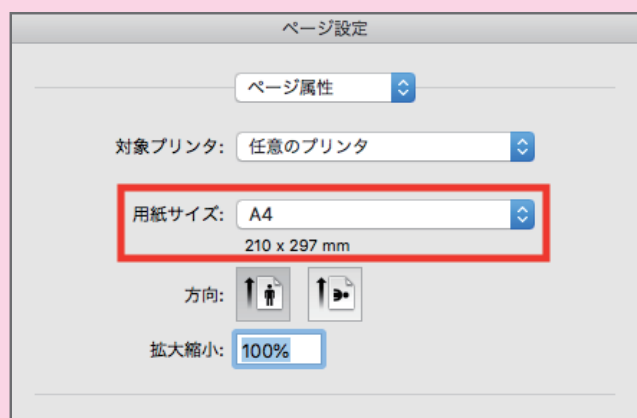 ページ設定
ページ属性
対象プリンタ: 任意のプリンタ
用紙サイズ: A4
210 x 297 mm
方向:
拡大縮小: 100%